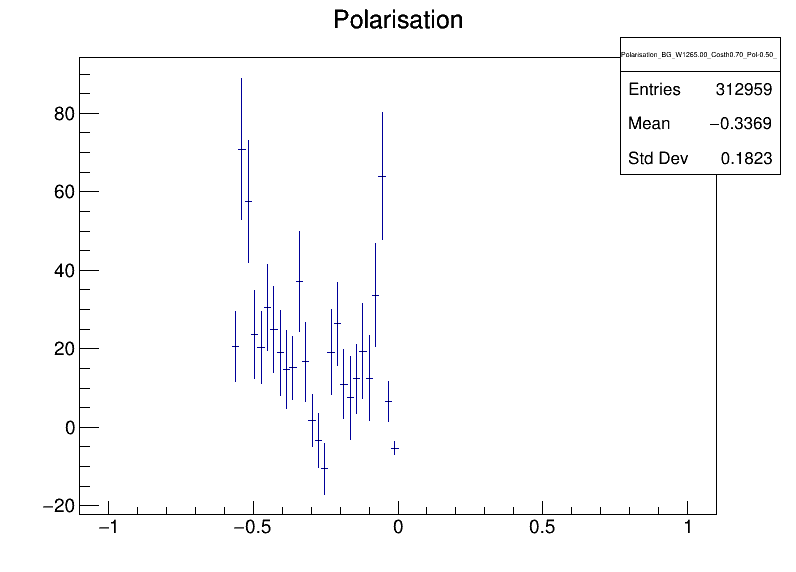 Polarisation
Polarisation_BG_W1265.00_Costh0.70_Pol-0.50_
Entries 312959
Mean −0.3369
Std Dev 0.1823
80
60
40
20
0
−20
−1 −0.5 0 0.5 1